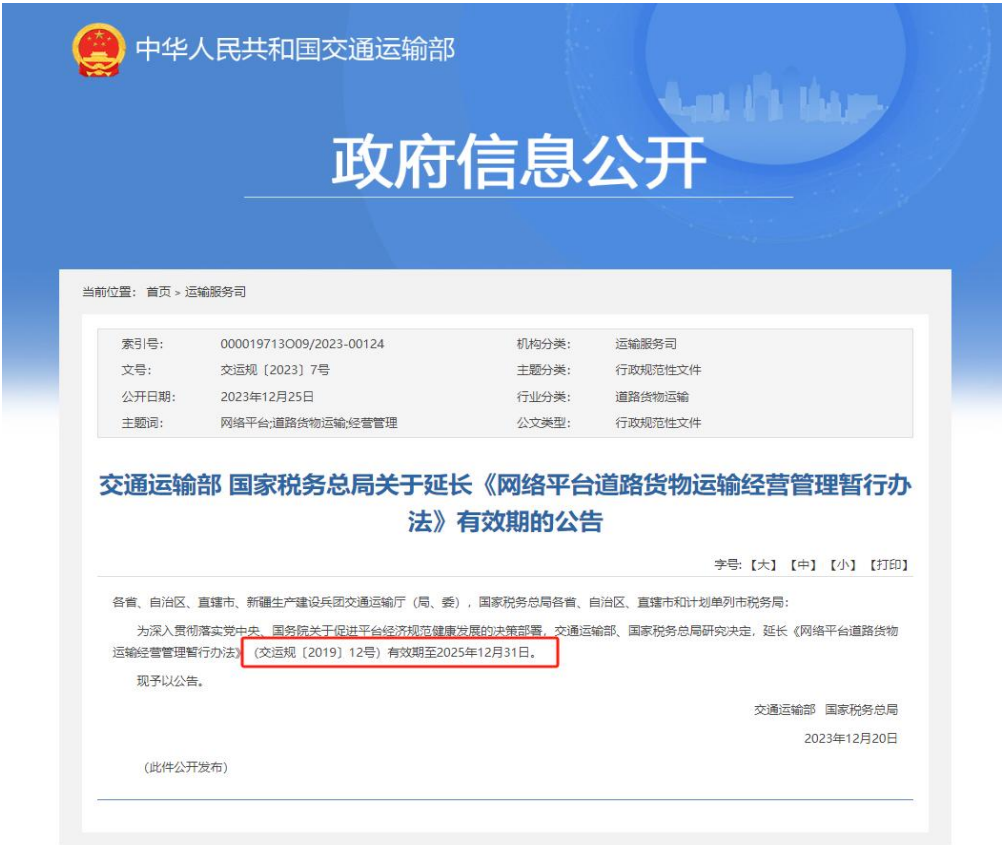 中华人民共和国交通运输部
政府信息公开
当前位置： 首页 > 运输服务司
索引号： 000019713O09/2023-00124 机构分类： 运输服务司
文号： 交运规〔2023〕7号 主题分类： 行政规范性文件
公开日期： 2023年12月25日 行业分类： 道路货物运输
主题词： 网络平台;道路货物运输;经营管理 公文类型： 行政规范性文件
交通运输部 国家税务总局关于延长《网络平台道路货物运输经营管理暂行办
法》有效期的公告
字号:【大】【中】【小】【打印】
各省、自治区、直辖市、新疆生产建设兵团交通运输厅（局、委），国家税务总局各省、自治区、直辖市和计划单列市税务局：
为深入贯彻落实党中央、国务院关于促进平台经济规范健康发展的决策部署，交通运输部、国家税务总局研究决定，延长《网络平台道路货物
运输经营管理暂行办法》（交运规〔2019〕12号）有效期至2025年12月31日。
现予以公告。
交通运输部 国家税务总局
2023年12月20日
（此件公开发布）